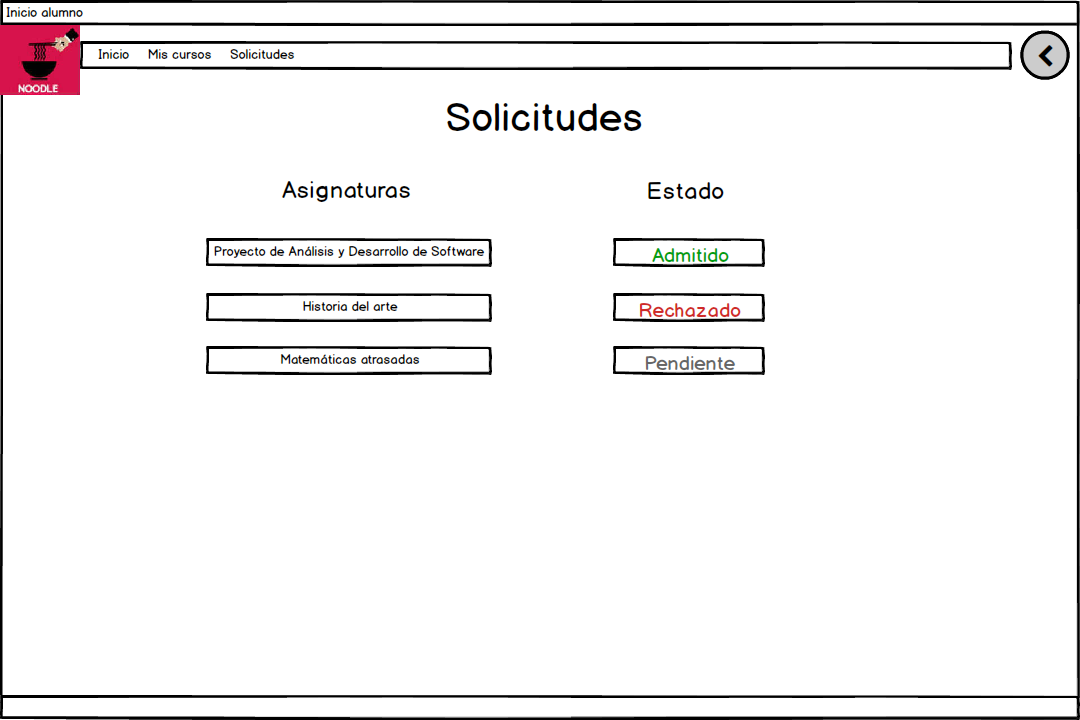 Inicio alumno
NOODLE
Inicio Mis cursos Solicitudes
Solicitudes
Asignaturas Estado
Proyecto de Análisis y Desarrollo de Software Admitido
Historia del arte Rechazado
Matemáticas atrasadas Pendiente